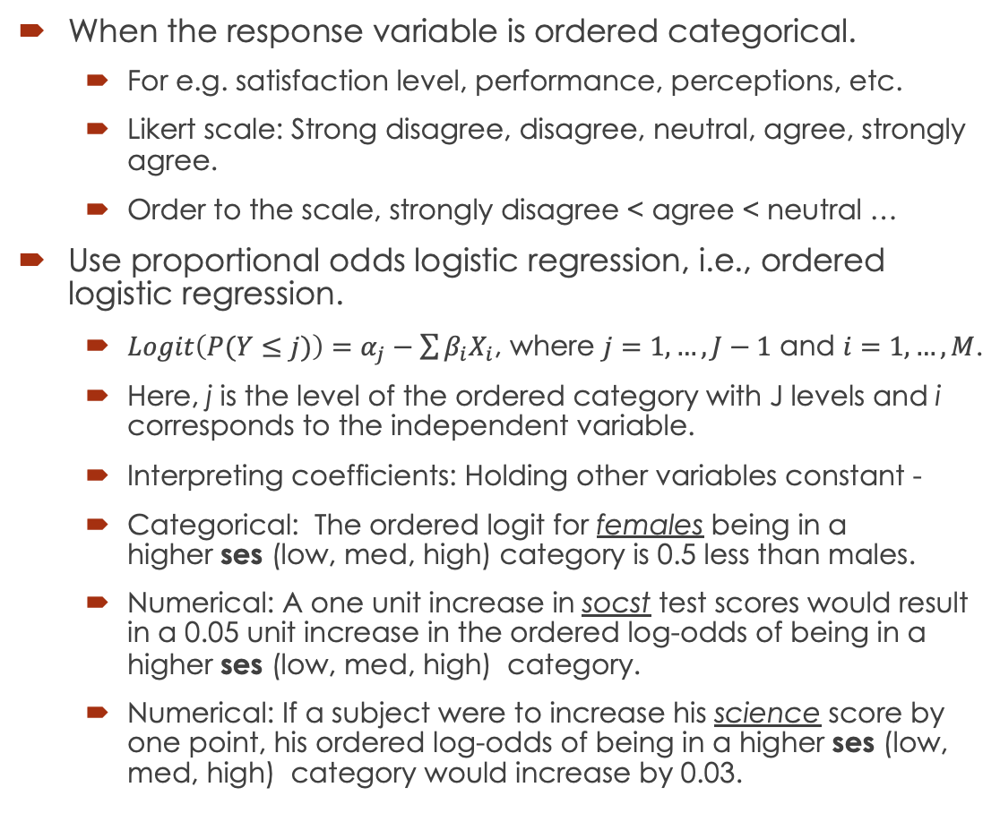 When the response variable is ordered categorical.
For e.g. satisfaction level, performance, perceptions, etc.
Likert scale: Strong disagree, disagree, neutral, agree, strongly
agree.
Order to the scale, strongly disagree < agree < neutral …
Use proportional odds logistic regression, i.e., ordered
logistic regression.
Logit(P(Y ≤ j)) = αⱼ − ∑ βᵢXᵢ, where j = 1, … , J − 1 and i = 1, … , M.
Here, j is the level of the ordered category with J levels and i
corresponds to the independent variable.
Interpreting coefficients: Holding other variables constant -
Categorical:  The ordered logit for females being in a
higher ses (low, med, high) category is 0.5 less than males.
Numerical: A one unit increase in socst test scores would result
in a 0.05 unit increase in the ordered log-odds of being in a
higher ses (low, med, high)  category.
Numerical: If a subject were to increase his science score by
one point, his ordered log-odds of being in a higher ses (low,
med, high)  category would increase by 0.03.